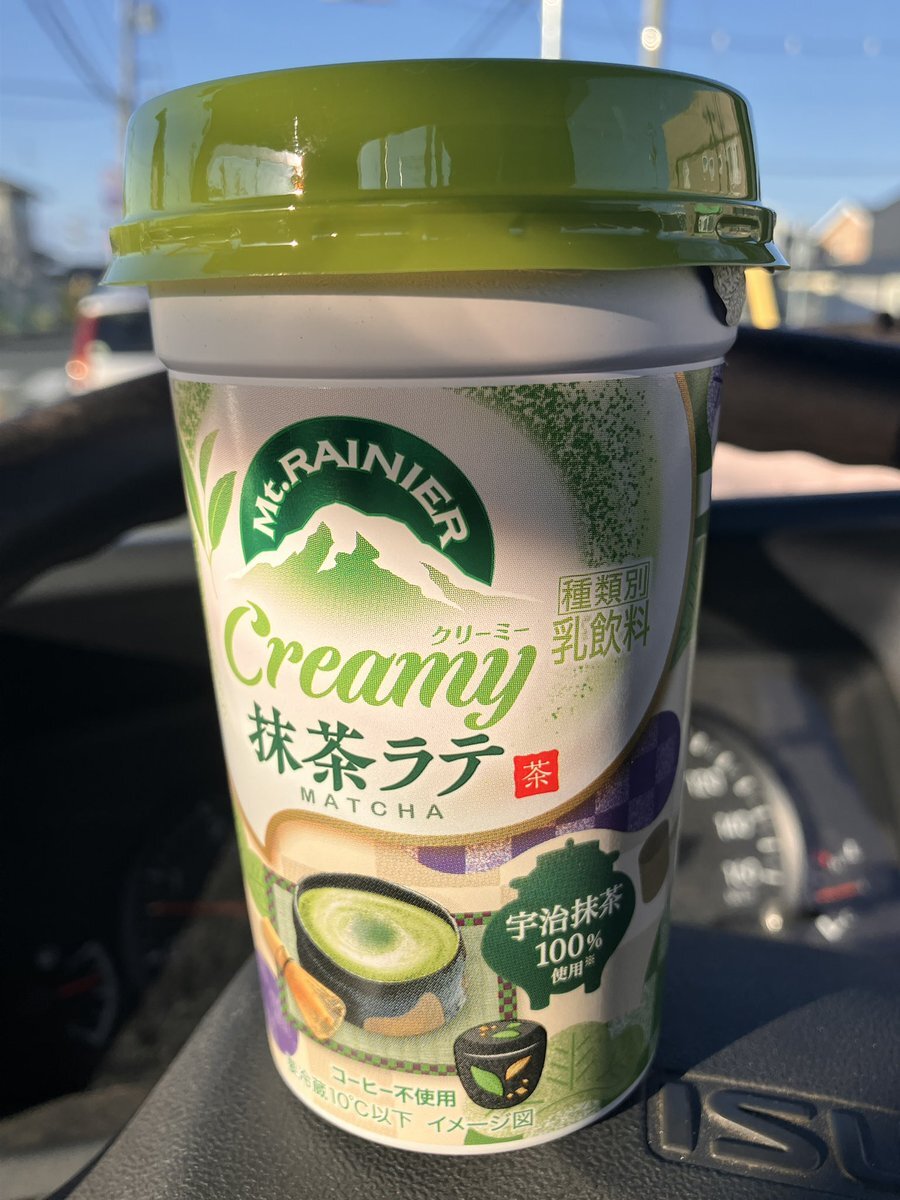 Mt.RAINIER
種類別
乳飲料
クリーミー
Creamy
抹茶ラテ
茶
MATCHA
宇治抹茶
100%
使用※
コーヒー不使用
要冷蔵10℃以下 イメージ図